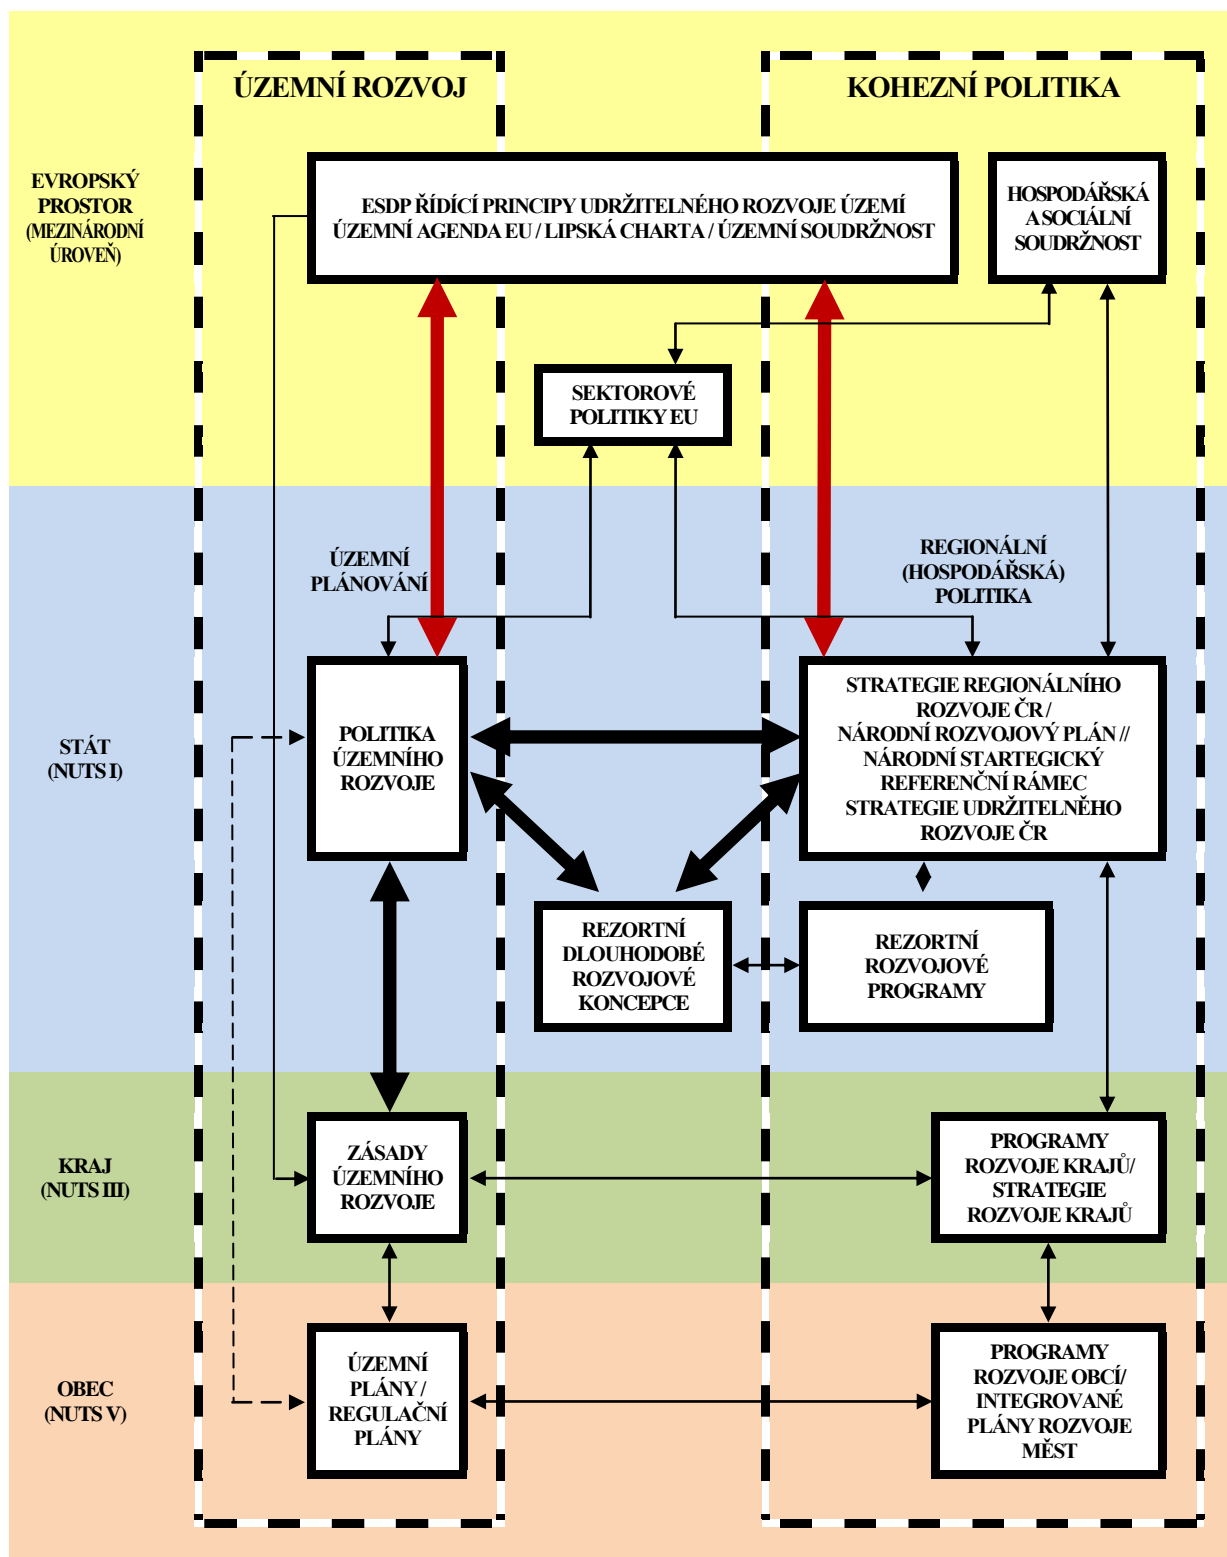 ÚZEMNÍ ROZVOJ
KOHEZNÍ POLITIKA
EVROPSKÝ
PROSTOR
(MEZINÁRODNÍ
ÚROVEŇ)
ESDP ŘÍDÍCÍ PRINCIPY UDRŽITELNÉHO ROZVOJE ÚZEMÍ
ÚZEMNÍ AGENDA EU / LIPSKÁ CHARTA / ÚZEMNÍ SOUDRŽNOST
HOSPODÁŘSKÁ
A SOCIÁLNÍ
SOUDRŽNOST
SEKTOROVÉ
POLITIKY EU
ÚZEMNÍ
PLÁNOVÁNÍ
REGIONÁLNÍ
(HOSPODÁŘSKÁ)
POLITIKA
STÁT
(NUTS I)
POLITIKA
ÚZEMNÍHO
ROZVOJE
STRATEGIE REGIONÁLNÍHO
ROZVOJE ČR /
NÁRODNÍ ROZVOJOVÝ PLÁN //
NÁRODNÍ STARTEGICKÝ
REFERENČNÍ RÁMEC
STRATEGIE UDRŽITELNĚHO
ROZVOJE ČR
REZORTNÍ
DLOUHODOBÉ
ROZVOJOVÉ
KONCEPCE
REZORTNÍ
ROZVOJOVÉ
PROGRAMY
KRAJ
(NUTS III)
ZÁSADY
ÚZEMNÍHO
ROZVOJE
PROGRAMY
ROZVOJE KRAJŮ/
STRATEGIE
ROZVOJE KRAJŮ
OBEC
(NUTS V)
ÚZEMNÍ
PLÁNY /
REGULAČNÍ
PLÁNY
PROGRAMY
ROZVOJE OBCÍ/
INTEGROVANÉ
PLÁNY ROZVOJE
MĚST